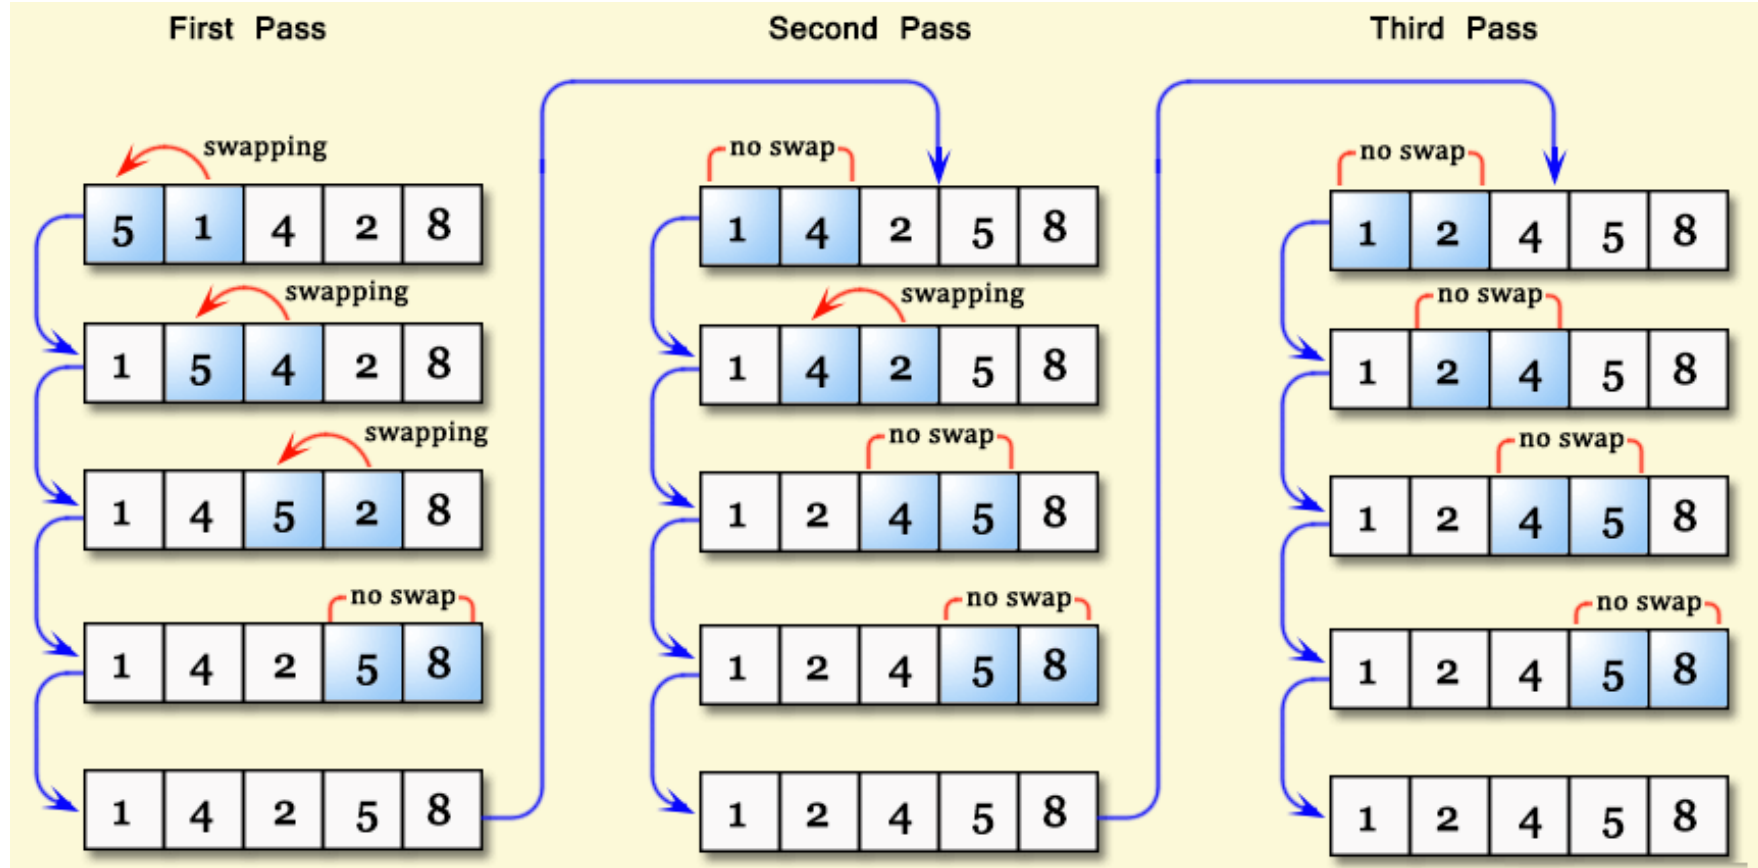 First Pass
swapping
5 1 4 2 8
swapping
1 5 4 2 8
swapping
1 4 5 2 8
no swap
1 4 2 5 8
1 4 2 5 8
Second Pass
no swap
1 4 2 5 8
swapping
1 4 2 5 8
no swap
1 2 4 5 8
no swap
1 2 4 5 8
1 2 4 5 8
Third Pass
no swap
1 2 4 5 8
no swap
1 2 4 5 8
no swap
1 2 4 5 8
no swap
1 2 4 5 8
1 2 4 5 8